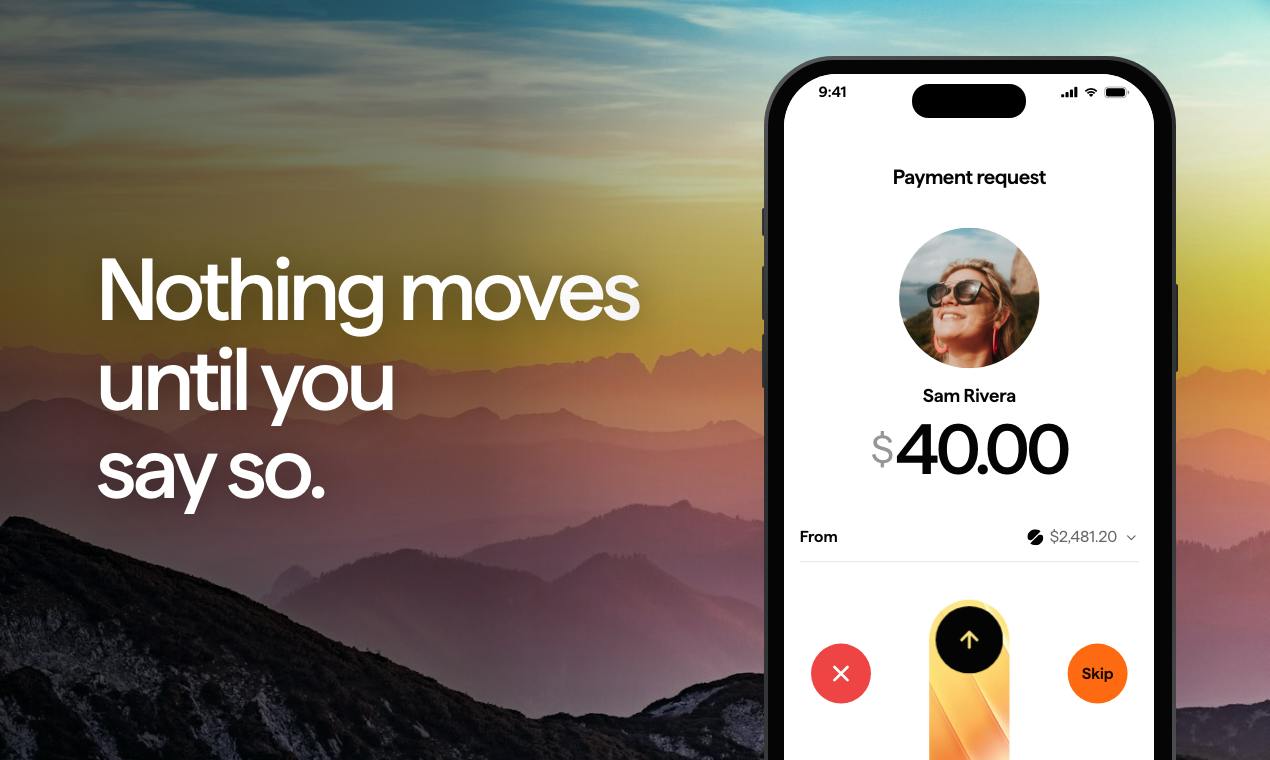 Nothing moves
until you
say so.
9:41
Payment request
Sam Rivera
$40.00
From
$2,481.20
Skip